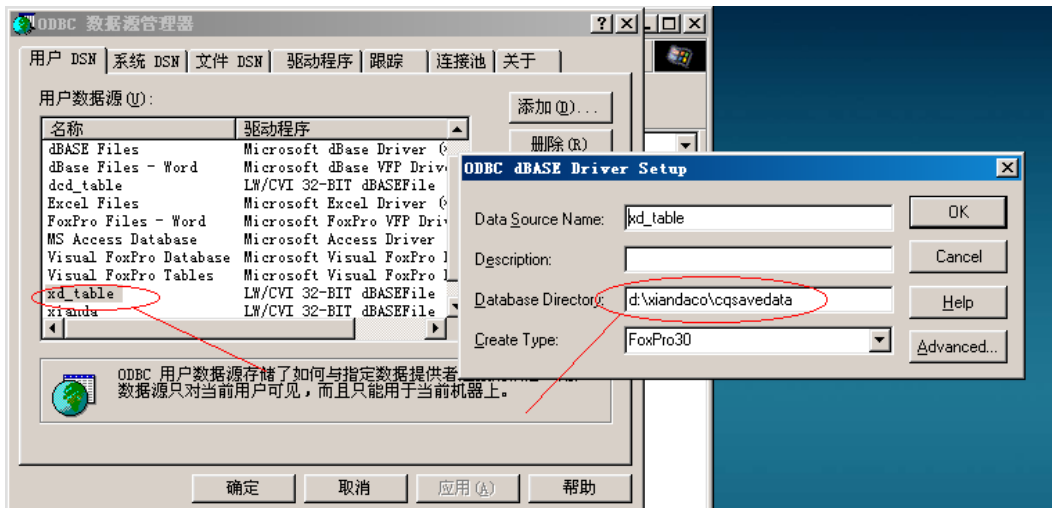 ODBC 数据源管理器
用户 DSN 系统 DSN 文件 DSN 驱动程序 跟踪 连接池 关于
用户数据源(U):
添加(D)...
删除(R)
名称 驱动程序
dBASE Files Microsoft dBase Driver (
dBase Files - Word Microsoft dBase VFP Driv
dcd_table LW/CVI 32-BIT dBASEFile
Excel Files Microsoft Excel Driver (
FoxPro Files - Word Microsoft FoxPro VFP Driv
MS Access Database Microsoft Access Driver
Visual FoxPro Database Microsoft Visual FoxPro
Visual FoxPro Tables Microsoft Visual FoxPro
xd_table LW/CVI 32-BIT dBASEFile
xianda LW/CVI 32-BIT dBASEFile
ODBC 用户数据源存储了如何与指定数据提供者
数据源只对当前用户可见，而且只能用于当前机器上。
确定 取消 应用(A) 帮助
ODBC dBASE Driver Setup
Data Source Name: xd_table OK
Description: Cancel
Database Directory: d:\xiandaco\cqsavedata Help
Create Type: FoxPro30 Advanced...